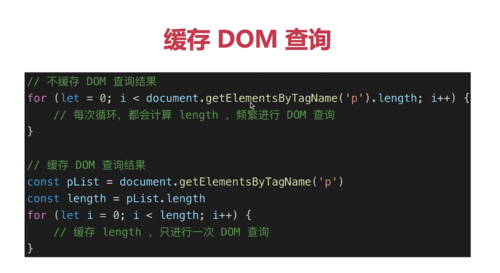 缓存 DOM 查询
// 不缓存 DOM 查询结果
for (let = 0; i < document.getElementsByTagName('p').length; i++) {
    // 每次循环，都会计算 length ，频繁进行 DOM 查询
}
// 缓存 DOM 查询结果
const pList = document.getElementsByTagName('p')
const length = pList.length
for (let i = 0; i < length; i++) {
    // 缓存 length ，只进行一次 DOM 查询
}